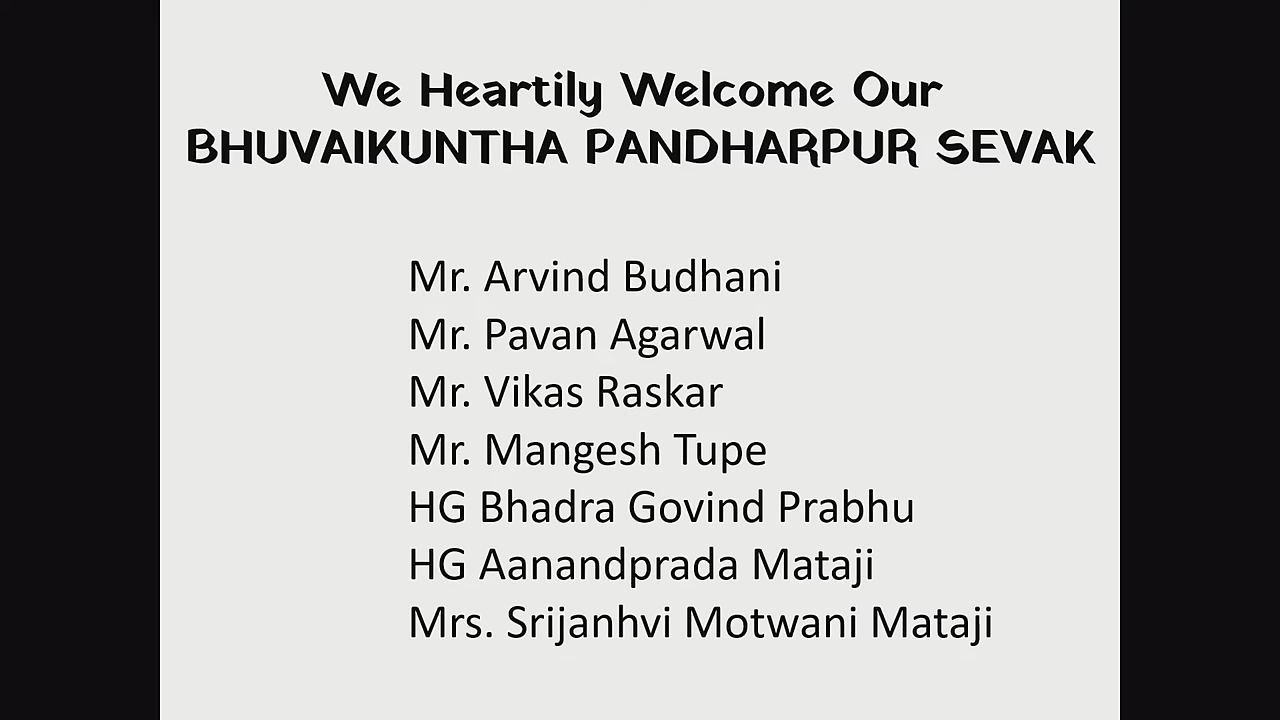 We Heartily Welcome Our
BHUVAIKUNTHA PANDHARPUR SEVAK
Mr. Arvind Budhani
Mr. Pavan Agarwal
Mr. Vikas Raskar
Mr. Mangesh Tupe
HG Bhadra Govind Prabhu
HG Aanandprada Mataji
Mrs. Srijanhvi Motwani Mataji